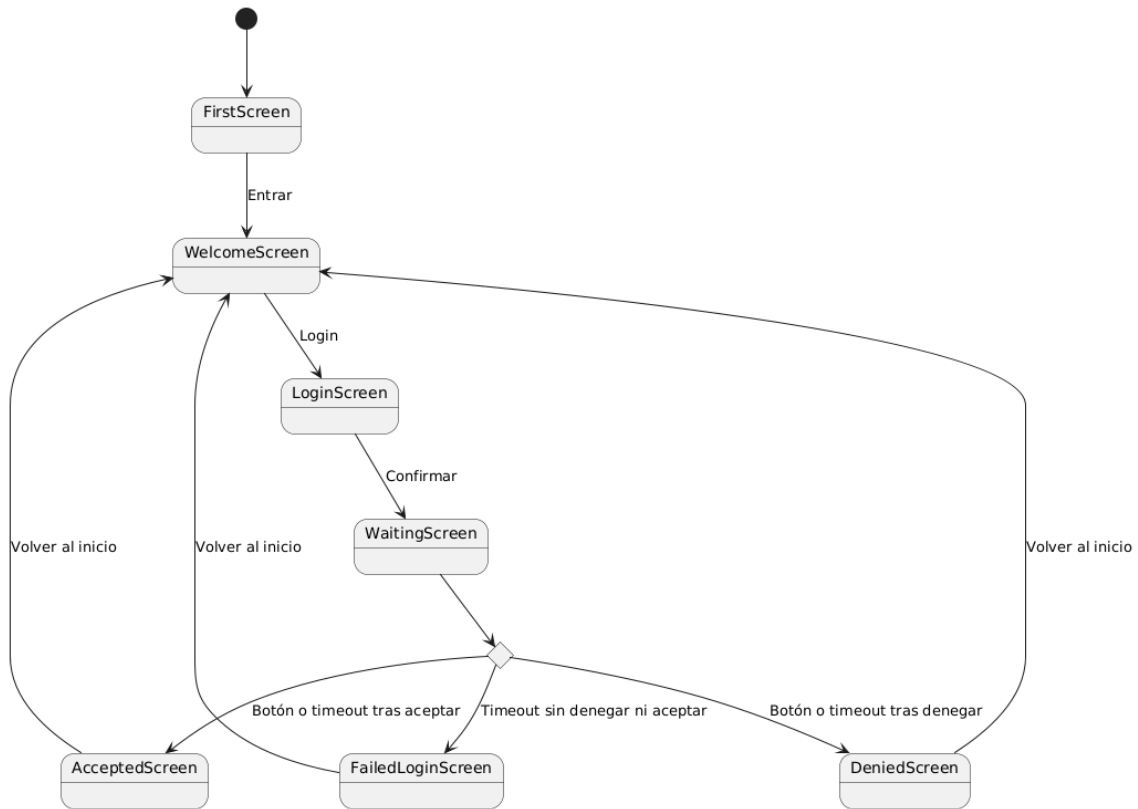 FirstScreen
Entrar
WelcomeScreen
Login
LoginScreen
Confirmar
WaitingScreen
Volver al inicio
Volver al inicio
Volver al inicio
Botón o timeout tras aceptar
Timeout sin denegar ni aceptar
Botón o timeout tras denegar
AcceptedScreen
FailedLoginScreen
DeniedScreen